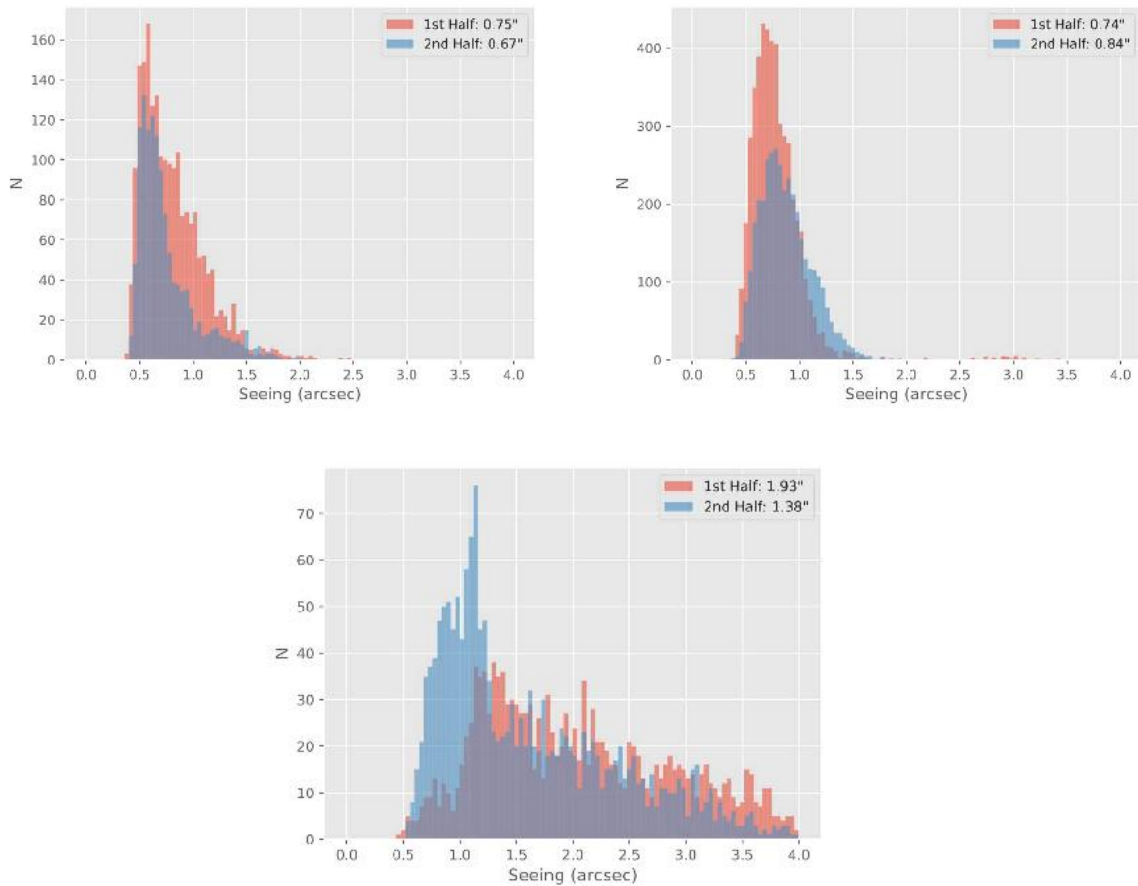 1st Half: 0.75"
2nd Half: 0.67"
160
140
120
100
80
60
40
20
0
N
0.0 0.5 1.0 1.5 2.0 2.5 3.0 3.5 4.0
Seeing (arcsec)
1st Half: 0.74"
2nd Half: 0.84"
400
300
200
100
0
N
0.0 0.5 1.0 1.5 2.0 2.5 3.0 3.5 4.0
Seeing (arcsec)
1st Half: 1.93"
2nd Half: 1.38"
70
60
50
40
30
20
10
0
N
0.0 0.5 1.0 1.5 2.0 2.5 3.0 3.5 4.0
Seeing (arcsec)